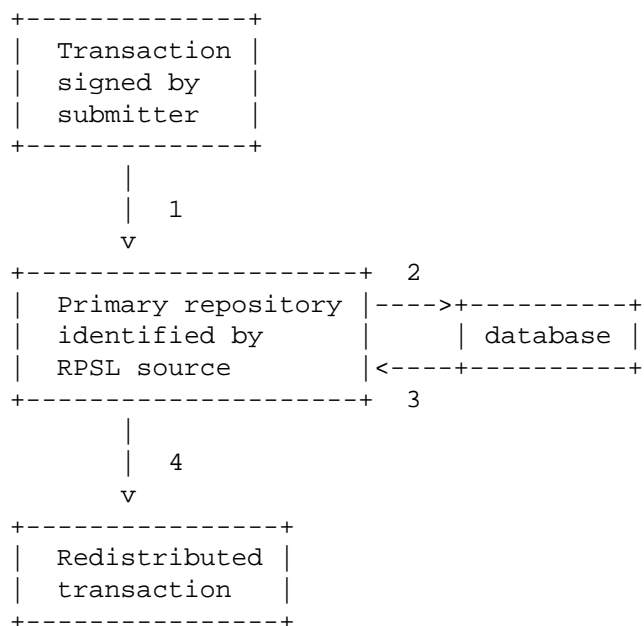 Transaction
signed by
submitter
1
2
Primary repository
identified by
database
RPSL source
3
4
Redistributed
transaction